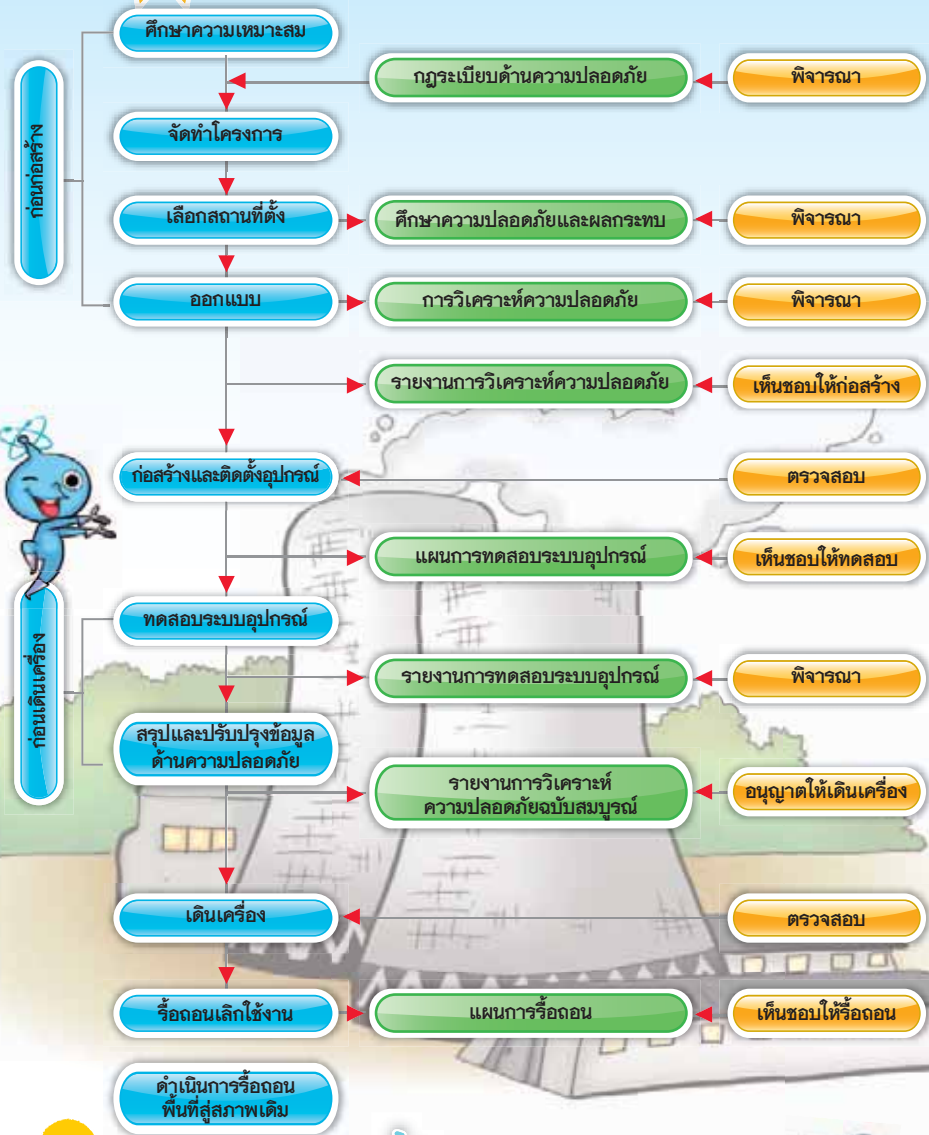 ศึกษาความเหมาะสม
กฎระเบียบด้านความปลอดภัย
พิจารณา
ก่อนก่อสร้าง
จัดทำโครงการ
เลือกสถานที่ตั้ง
ศึกษาความปลอดภัยและผลกระทบ
พิจารณา
ออกแบบ
การวิเคราะห์ความปลอดภัย
พิจารณา
รายงานการวิเคราะห์ความปลอดภัย
เห็นชอบให้ก่อสร้าง
ก่อสร้างและติดตั้งอุปกรณ์
ตรวจสอบ
แผนการทดสอบระบบอุปกรณ์
เห็นชอบให้ทดสอบ
ก่อนเดินเครื่อง
ทดสอบระบบอุปกรณ์
รายงานการทดสอบระบบอุปกรณ์
พิจารณา
สรุปและปรับปรุงข้อมูล
ด้านความปลอดภัย
รายงานการวิเคราะห์
ความปลอดภัยฉบับสมบูรณ์
อนุญาตให้เดินเครื่อง
เดินเครื่อง
ตรวจสอบ
รื้อถอนเลิกใช้งาน
แผนการรื้อถอน
เห็นชอบให้รื้อถอน
ดำเนินการรื้อถอน
พื้นที่สู่สภาพเดิม